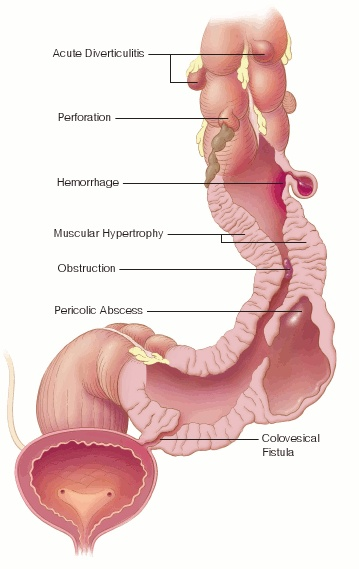 Acute Diverticulitis
Perforation
Hemorrhage
Muscular Hypertrophy
Obstruction
Pericolic Abscess
Colovesical
Fistula